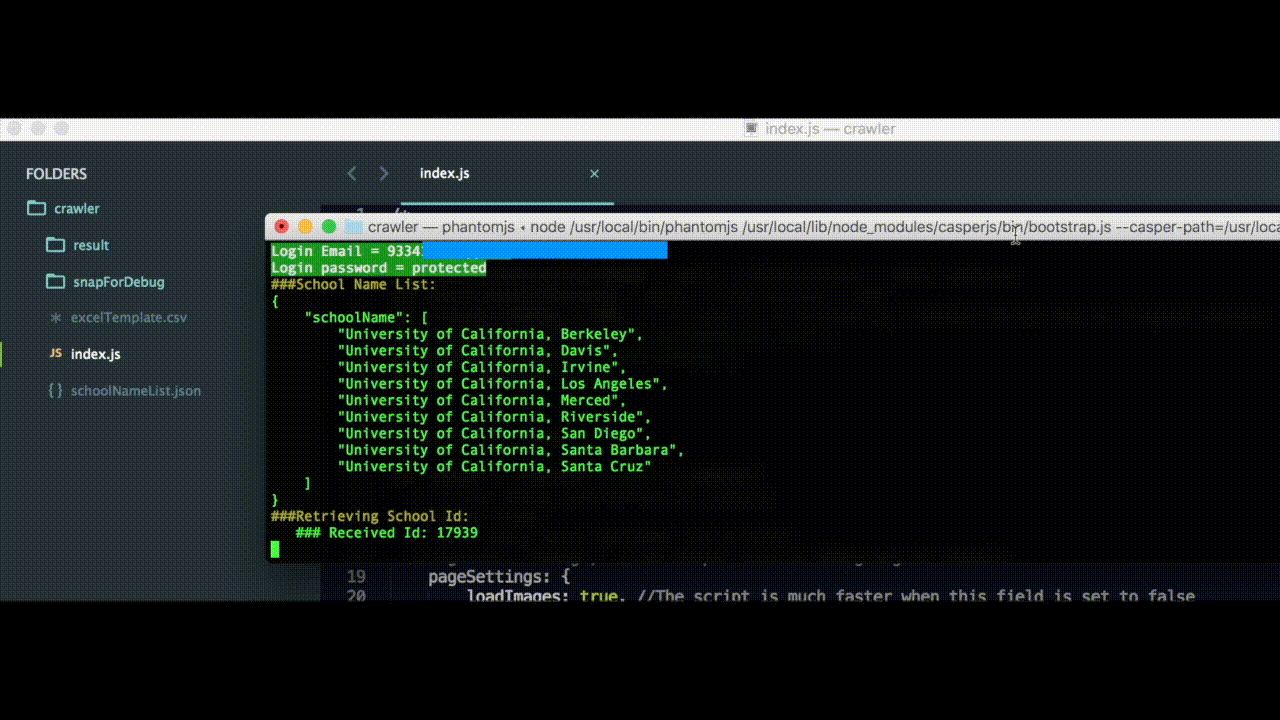 index.js — crawler
FOLDERS
index.js ×
crawler
1 /*
crawler — phantomjs • node /usr/local/bin/phantomjs /usr/local/lib/node_modules/casperjs/bin/bootstrap.js --casper-path=/usr/loca
result
Login Email = 9334
Login password = protected
snapForDebug
###School Name List:
{
excelTemplate.csv
"schoolName": [
"University of California, Berkeley",
JS index.js
"University of California, Davis",
"University of California, Irvine",
{} schoolNameList.json
"University of California, Los Angeles",
"University of California, Merced",
"University of California, Riverside",
"University of California, San Diego",
"University of California, Santa Barbara",
"University of California, Santa Cruz"
]
}
###Retrieving School Id:
### Received Id: 17939
19 pageSettings: {
20 loadImages: true, //The script is much faster when this field is set to false